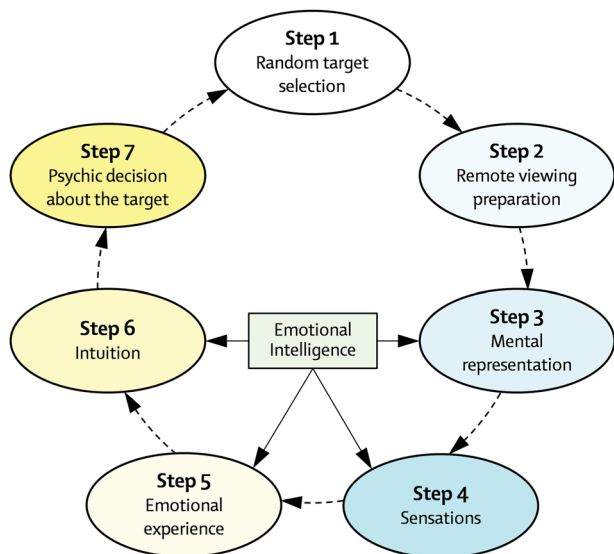 Step 1
Random target
selection
Step 2
Remote viewing
preparation
Step 3
Mental
representation
Step 4
Sensations
Step 5
Emotional
experience
Step 6
Intuition
Step 7
Psychic decision
about the target
Emotional
Intelligence